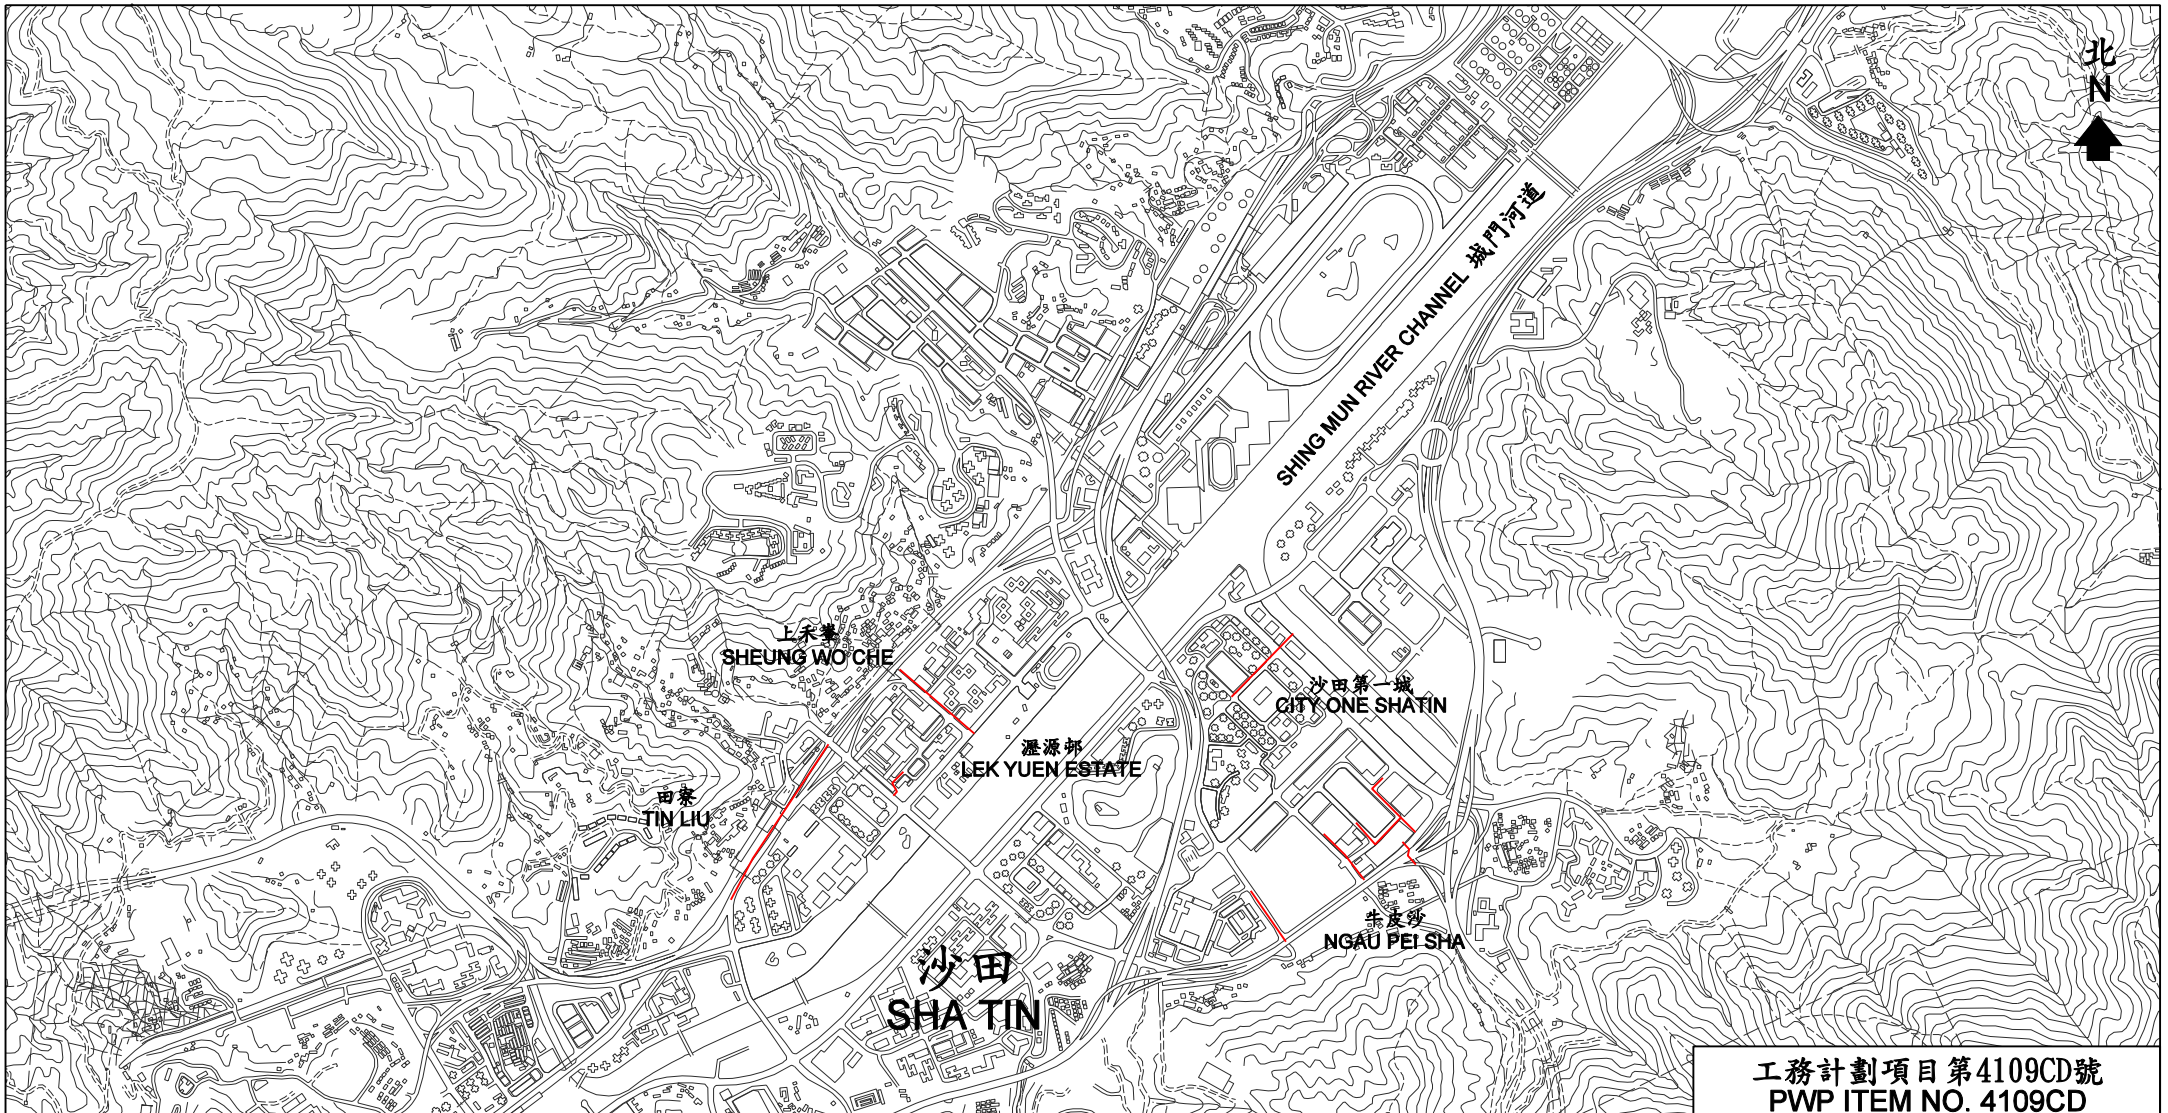 北
N
SHING MUN RIVER CHANNEL 城門河道
上禾輋
SHEUNG WO CHE
沙田第一城
CITY ONE SHATIN
瀝源邨
LEK YUEN ESTATE
田寮
TIN LIU
牛皮沙
NGAU PEI SHA
沙田
SHA TIN
工務計劃項目第4109CD號
PWP ITEM NO. 4109CD